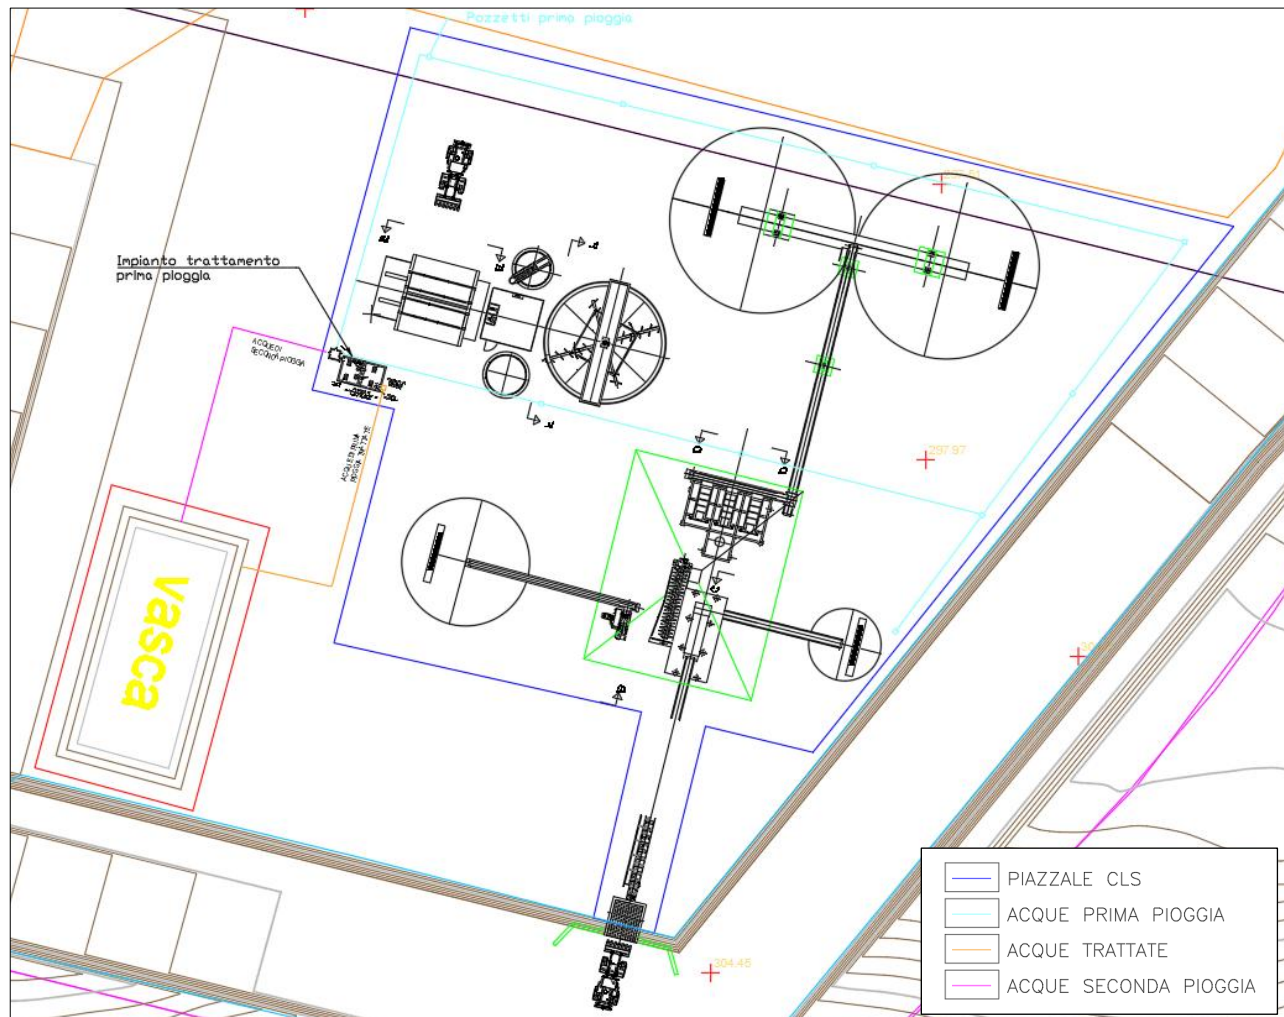 Pozzetti prima pioggia
Impianto trattamento
prima pioggia
ACQUE DI
SECONDA PIOGGIA
ACQUE PRIMA
PIOGGIA TRATTATE
297.97
vasca
304.45
PIAZZALE CLS
ACQUE PRIMA PIOGGIA
ACQUE TRATTATE
ACQUE SECONDA PIOGGIA